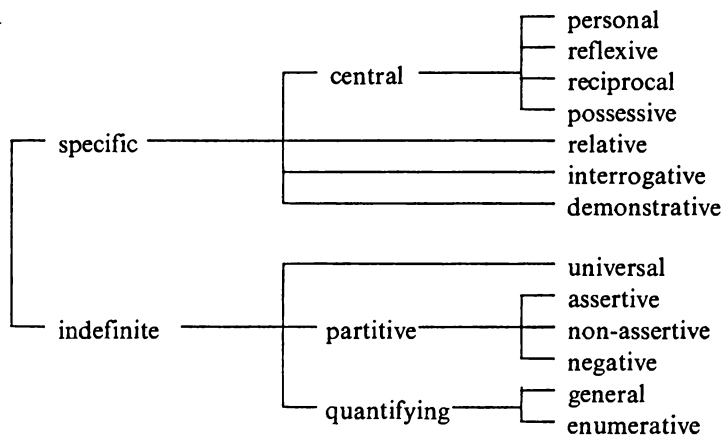 personal
reflexive
central
reciprocal
possessive
specific
relative
interrogative
demonstrative
universal
assertive
indefinite
partitive
non-assertive
negative
general
quantifying
enumerative